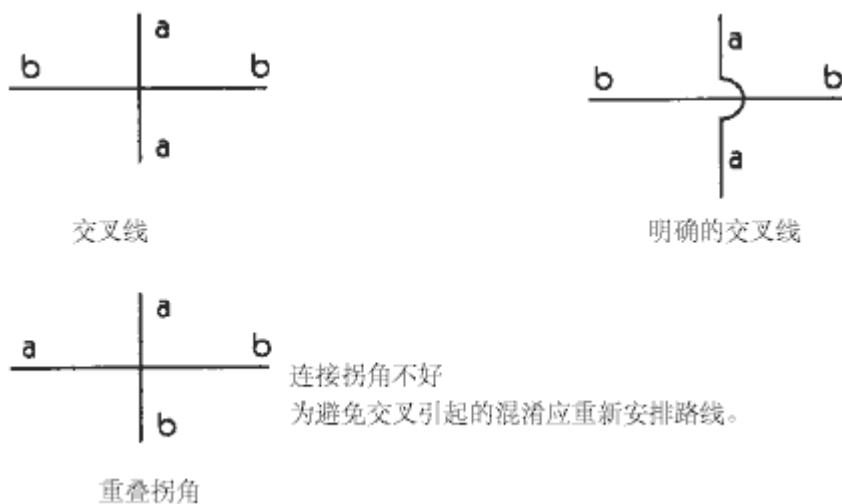 a
b b
a
交叉线
a
b b
a
明确的交叉线
a
a b
b
重叠拐角
连接拐角不好
为避免交叉引起的混淆应重新安排路线。